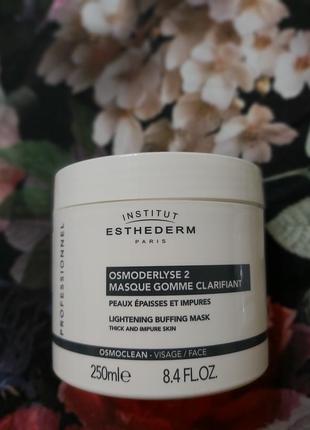 INSTITUT
ESTHEDERM
PARIS
PROFESSIONNEL
OSMODERLYSE 2
MASQUE GOMME CLARIFIANT
PEAUX ÉPAISSES ET IMPURES
LIGHTENING BUFFING MASK
THICK AND IMPURE SKIN
OSMOCLEAN - VISAGE / FACE
250ml℮ 8.4 FL.OZ.